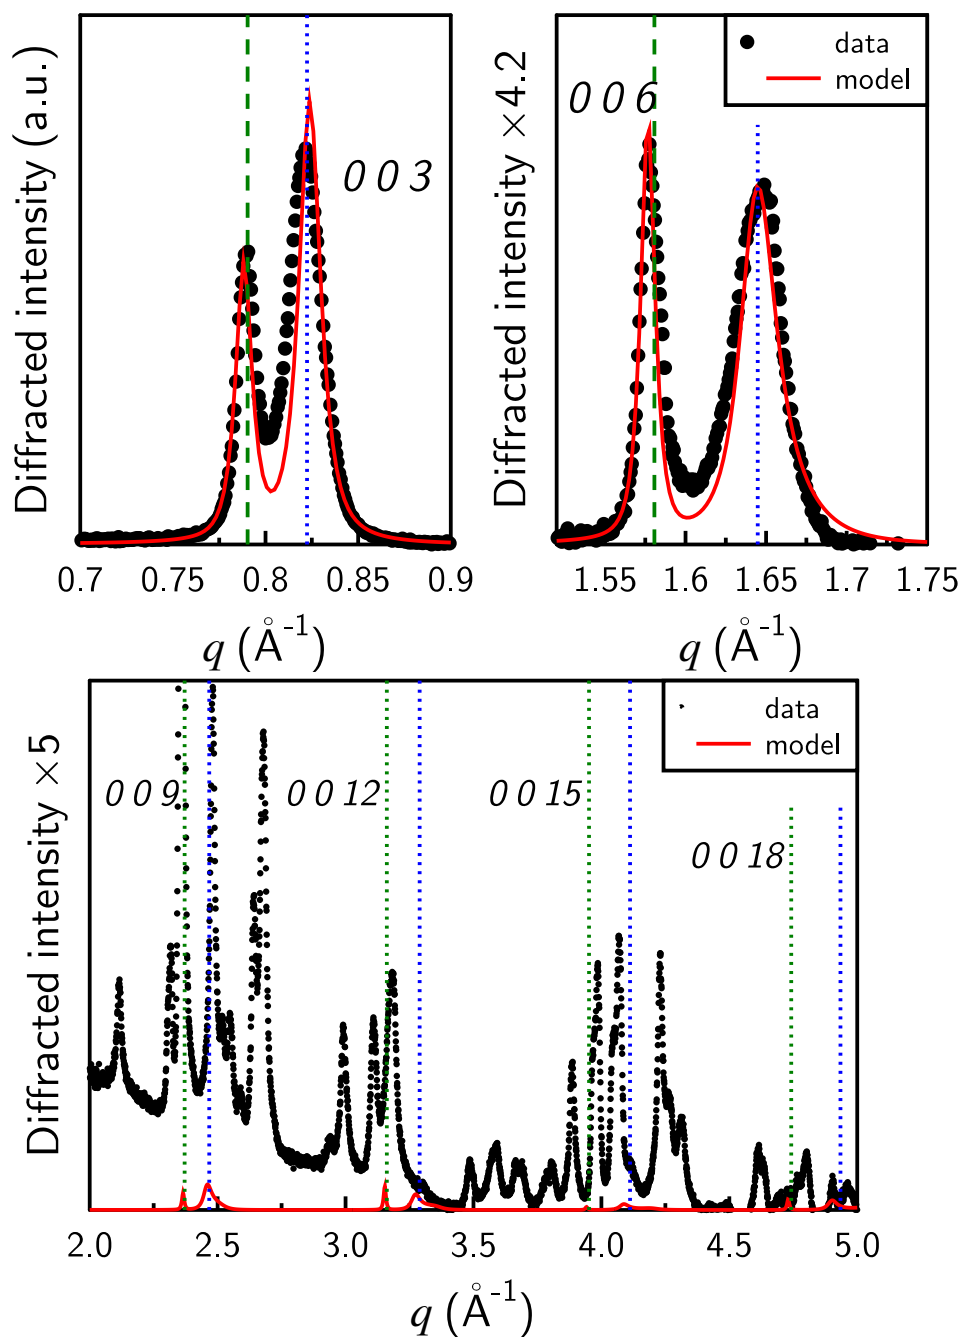 Diffracted intensity (a.u.)
0 0 3
0.7 0.75 0.8 0.85 0.9
q (Å⁻¹)
Diffracted intensity ×4.2
0 0 6
data
model
1.55 1.6 1.65 1.7 1.75
q (Å⁻¹)
Diffracted intensity ×5
data
model
0 0 9 0 0 12 0 0 15
0 0 18
2.0 2.5 3.0 3.5 4.0 4.5 5.0
q (Å⁻¹)